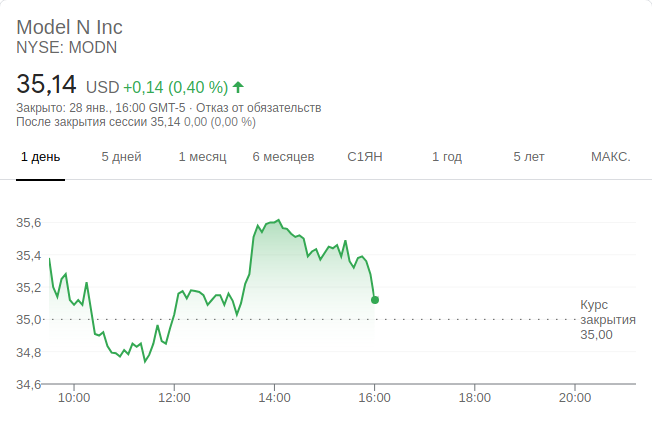 Model N Inc
NYSE: MODN
35,14 USD +0,14 (0,40 %)
Закрыто: 28 янв., 16:00 GMT-5 · Отказ от обязательств
После закрытия сессии 35,14 0,00 (0,00 %)
1 день 5 дней 1 месяц 6 месяцев С1ЯН 1 год 5 лет МАКС.
35,6
35,4
35,2
35,0
34,8
34,6
Курс
закрытия
35,00
10:00 12:00 14:00 16:00 18:00 20:00